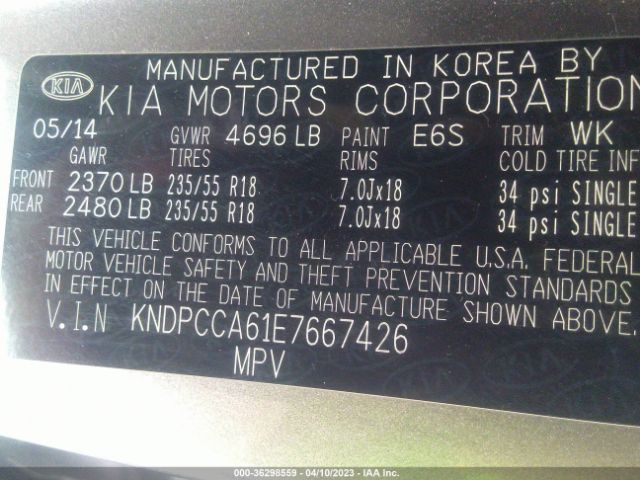 MANUFACTURED IN KOREA BY
KIA KIA MOTORS CORPORATION
05/14 GVWR 4696 LB PAINT E6S TRIM WK
GAWR TIRES RIMS COLD TIRE INF
FRONT 2370 LB 235/55 R18 7.0Jx18 34 psi SINGLE
REAR 2480 LB 235/55 R18 7.0Jx18 34 psi SINGLE
THIS VEHICLE CONFORMS TO ALL APPLICABLE U.S.A. FEDERAL
MOTOR VEHICLE SAFETY AND THEFT PREVENTION STANDARDS
IN EFFECT ON THE DATE OF MANUFACTURE SHOWN ABOVE.
V.I.N KNDPCCA61E7667426
MPV
000-36298559 — 04/10/2023 — IAA Inc.